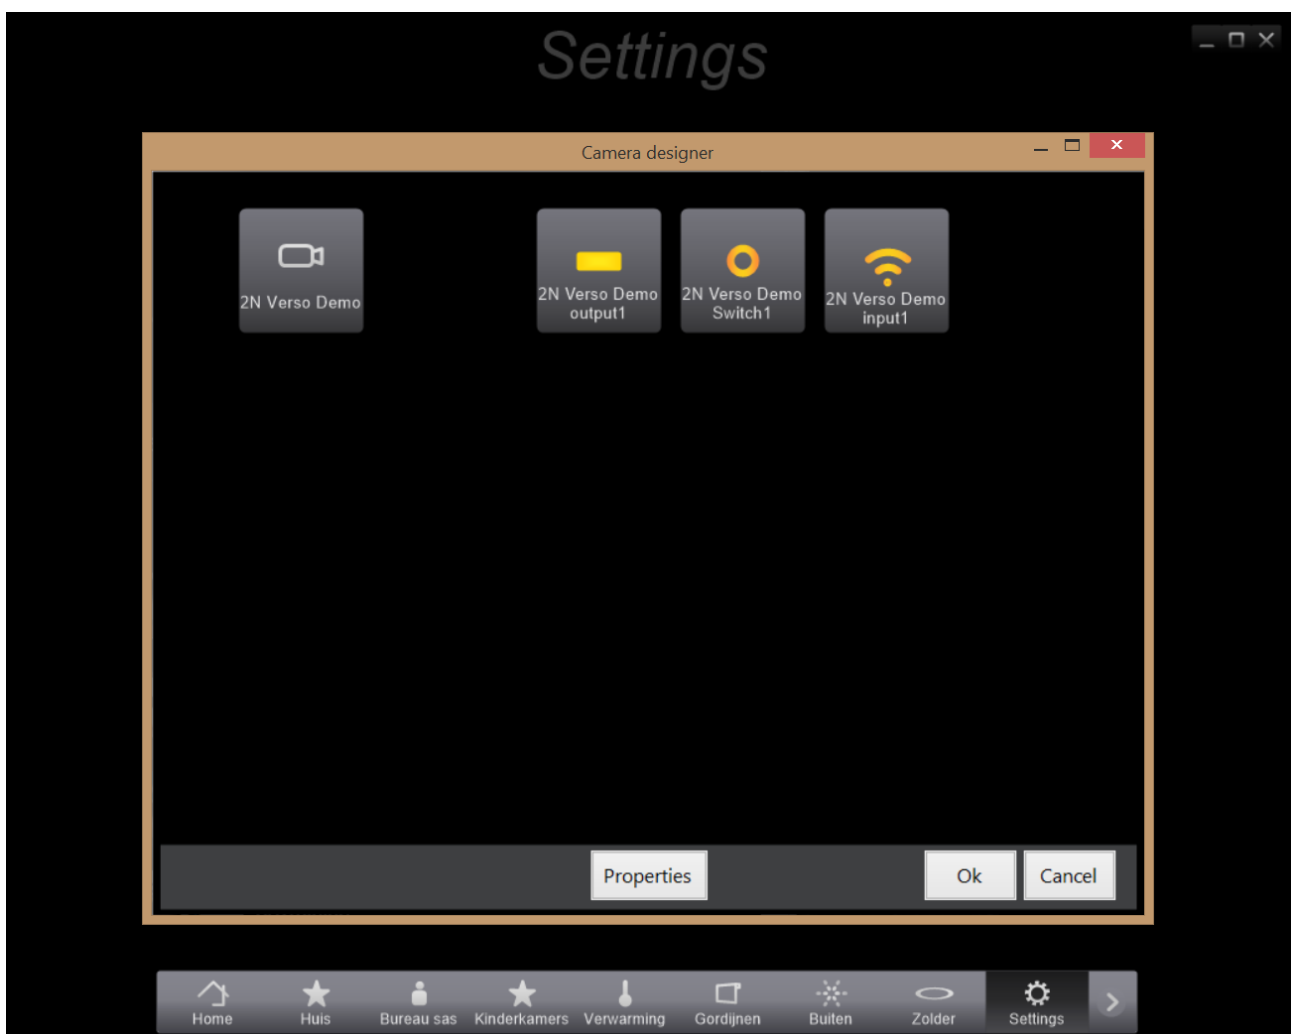 Settings
Camera designer
2N Verso Demo
2N Verso Demo
output1
2N Verso Demo
Switch1
2N Verso Demo
input1
Properties
Ok
Cancel
Home
Huis
Bureau sas
Kinderkamers
Verwarming
Gordijnen
Buiten
Zolder
Settings